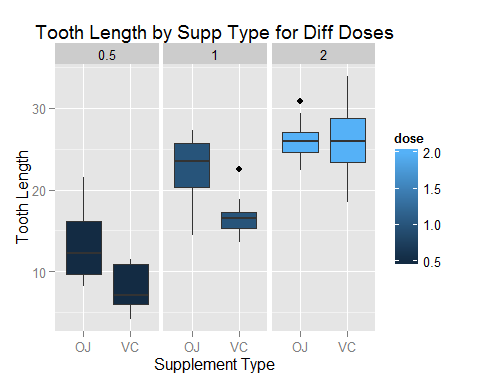 Tooth Length by Supp Type for Diff Doses
0.5 1 2
30
20
10
Tooth Length
OJ VC OJ VC OJ VC
Supplement Type
dose
2.0
1.5
1.0
0.5